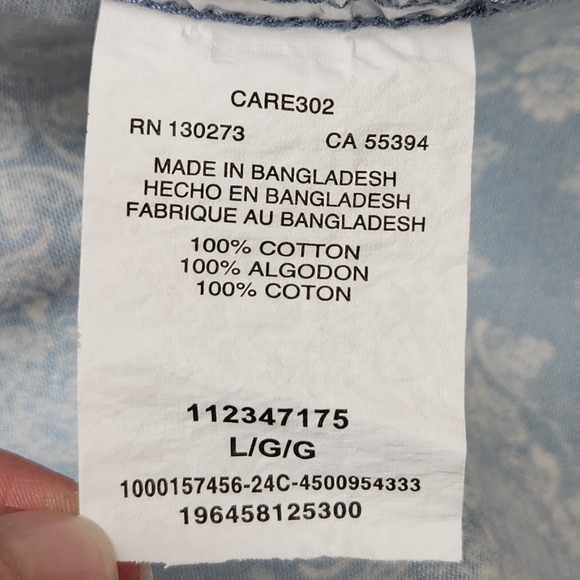 CARE302
RN 130273 CA 55394
MADE IN BANGLADESH
HECHO EN BANGLADESH
FABRIQUE AU BANGLADESH
100% COTTON
100% ALGODON
100% COTON
112347175
L/G/G
1000157456-24C-4500954333
196458125300